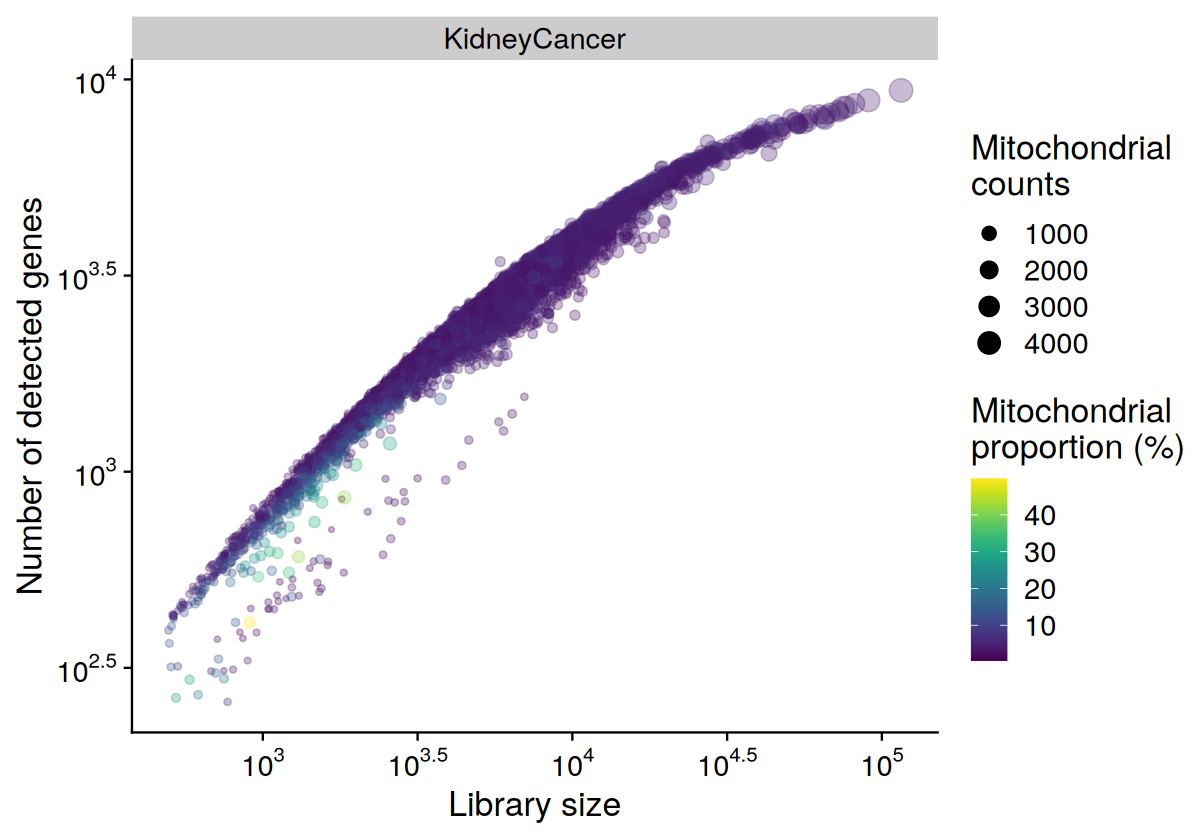 KidneyCancer
10^4
10^3.5
10^3
10^2.5
Number of detected genes
10^3
10^3.5
10^4
10^4.5
10^5
Library size
Mitochondrial
counts
1000
2000
3000
4000
Mitochondrial
proportion (%)
40
30
20
10